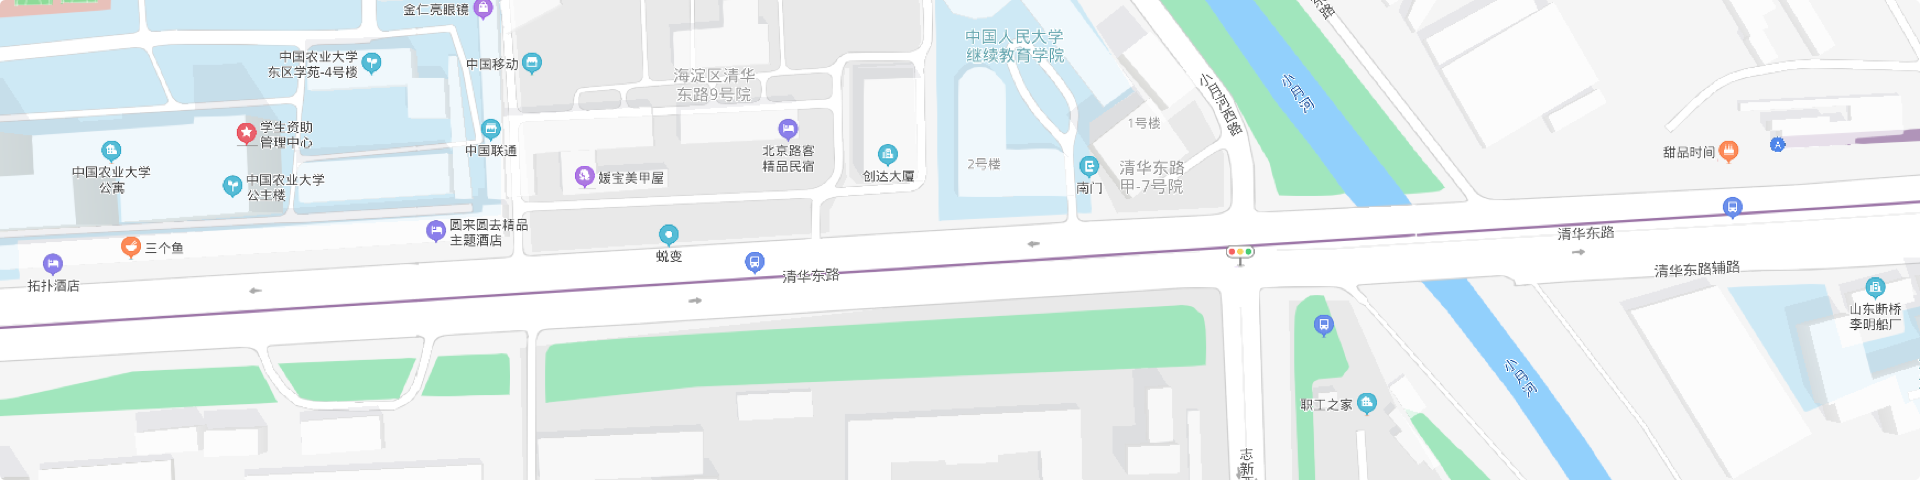 金仁亮眼镜
中国农业大学
东区学苑-4号楼
中国移动
海淀区清华
东路9号院
中国人民大学
继续教育学院
小月河西路
小月河
东路
学生资助
管理中心
中国联通
北京路客
精品民宿
1号楼
甜品时间
A
中国农业大学
公寓
中国农业大学
公主楼
媛宝美甲屋
创达大厦
2号楼
南门
清华东路
甲-7号院
圆来圆去精品
主题酒店
三个鱼
蜕变
拓扑酒店
清华东路
清华东路
清华东路辅路
山东断桥
李明船厂
小月河
职工之家
志新